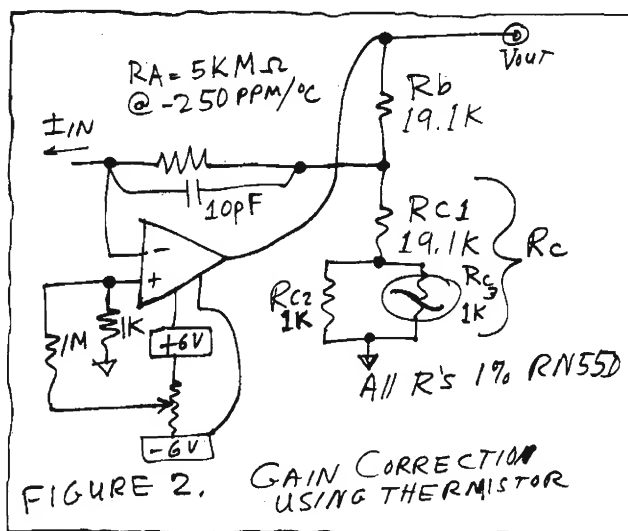 RA = 5KMΩ
@ -250 PPM/°C
VOUT
Rb
19.1K
±IN
10pF
RC1
19.1K
RC
-
+
RC2
1K
RC3
1K
1M
1K
+6V
-6V
All R's 1% RN55D
FIGURE 2. GAIN CORRECTION
USING THERMISTOR